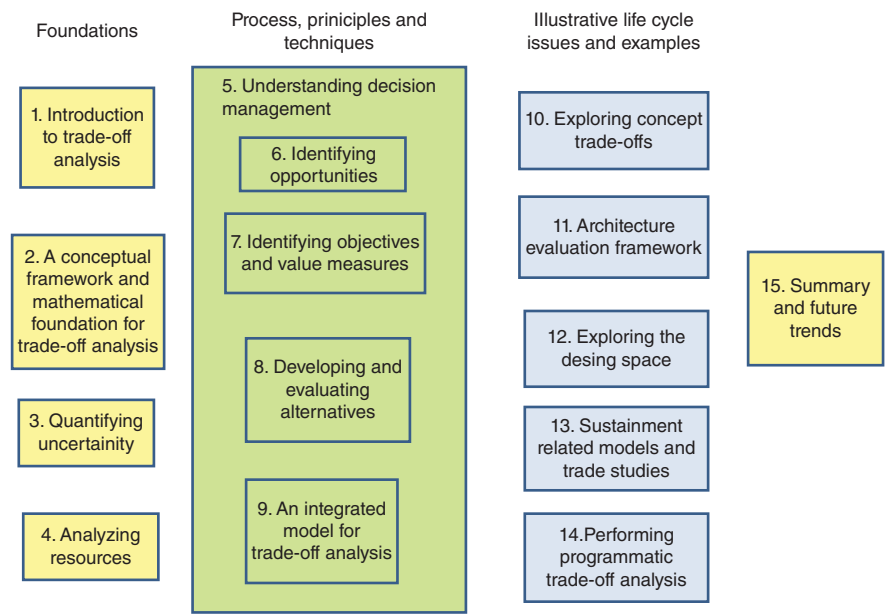 Foundations
1. Introduction
to trade-off
analysis
2. A conceptual
framework and
mathematical
foundation for
trade-off analysis
3. Quantifying
uncertainity
4. Analyzing
resources
Process, priniciples and
techniques
5. Understanding decision
management
6. Identifying
opportunities
7. Identifying objectives
and value measures
8. Developing and
evaluating
alternatives
9. An integrated
model for
trade-off analysis
Illustrative life cycle
issues and examples
10. Exploring concept
trade-offs
11. Architecture
evaluation framework
12. Exploring the
desing space
13. Sustainment
related models and
trade studies
14.Performing
programmatic
trade-off analysis
15. Summary
and future
trends